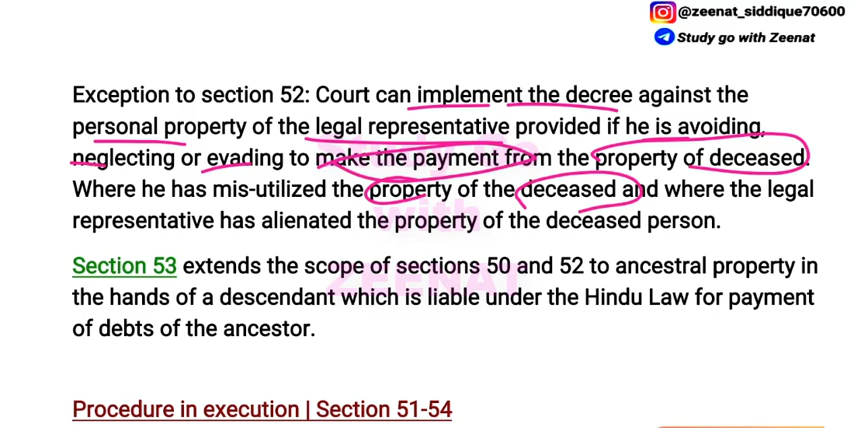 @zeenat_siddique70600
Study go with Zeenat
Exception to section 52: Court can implement the decree against the
personal property of the legal representative provided if he is avoiding,
neglecting or evading to make the payment from the property of deceased.
Where he has mis-utilized the property of the deceased and where the legal
representative has alienated the property of the deceased person.
with
ZEENAT
Section 53 extends the scope of sections 50 and 52 to ancestral property in
the hands of a descendant which is liable under the Hindu Law for payment
of debts of the ancestor.
Procedure in execution | Section 51-54